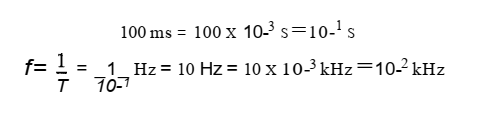 100 ms = 100 x 10⁻³ s=10⁻¹ s
f= 1/T = 1/10⁻¹ Hz = 10 Hz = 10 x 10⁻³ kHz =10⁻² kHz